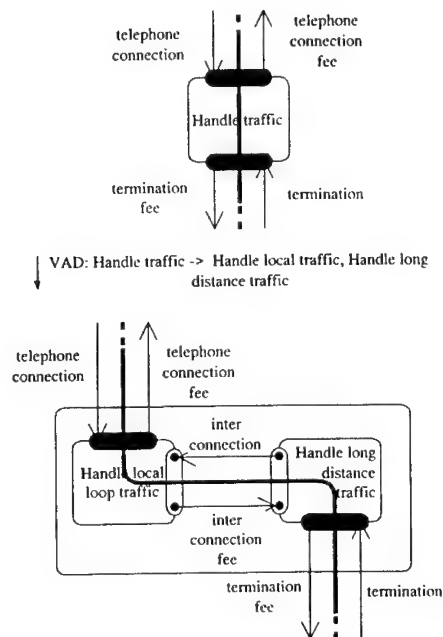 telephone
connection
telephone
connection
fee
Handle traffic
termination
fee
termination
VAD: Handle traffic -> Handle local traffic, Handle long
distance traffic
telephone
connection
telephone
connection
fee
inter
connection
Handle local
loop traffic
Handle long
distance
traffic
inter
connection
fee
termination
fee
termination